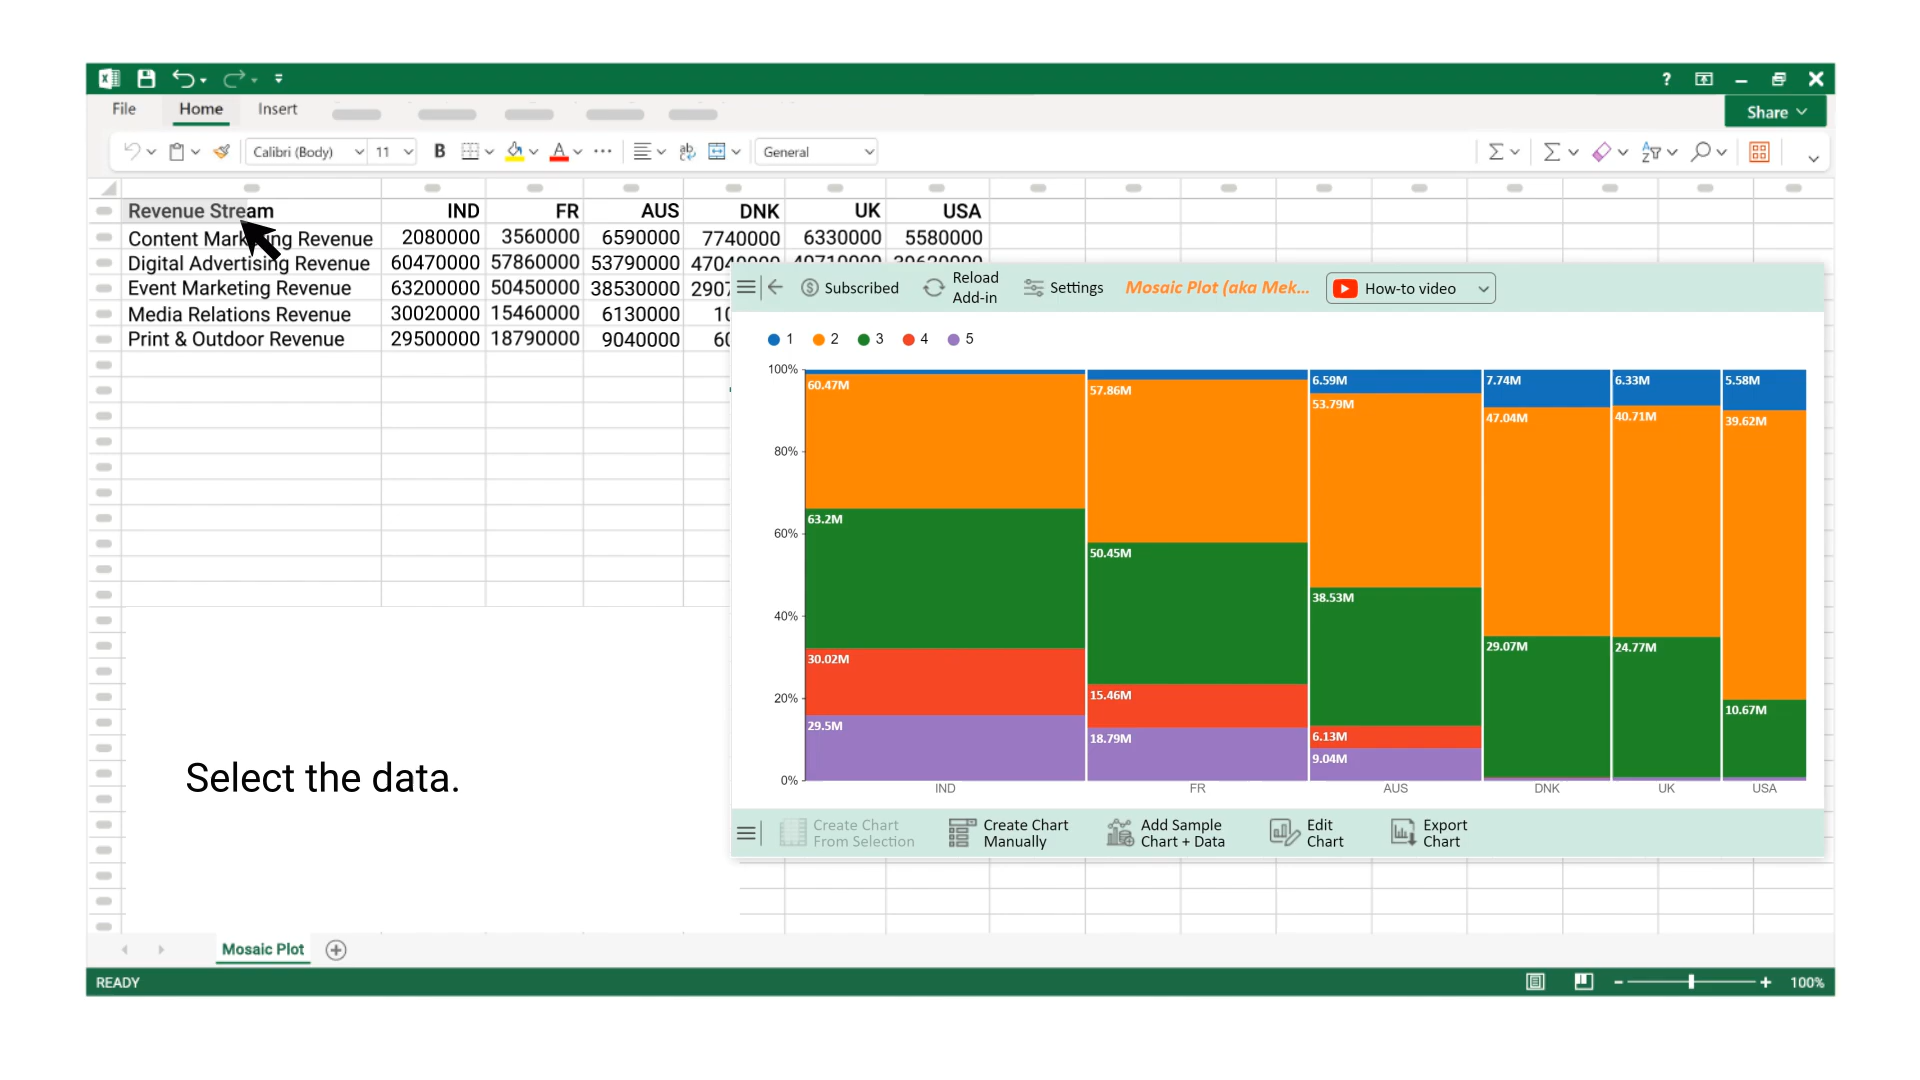 File Home Insert Share
Calibri (Body) 11 B A General
Revenue Stream IND FR AUS DNK UK USA
Content Marketing Revenue 2080000 3560000 6590000 7740000 6330000 5580000
Digital Advertising Revenue 60470000 57860000 53790000
Event Marketing Revenue 63200000 50450000 38530000
Media Relations Revenue 30020000 15460000 6130000
Print & Outdoor Revenue 29500000 18790000 9040000
Subscribed Reload Add-in Settings Mosaic Plot (aka Mek... How-to video
1 2 3 4 5
100%
80%
60%
40%
20%
0%
60.47M
63.2M
30.02M
29.5M
57.86M
50.45M
15.46M
18.79M
6.59M
53.79M
38.53M
6.13M
9.04M
7.74M
47.04M
29.07M
6.33M
40.71M
24.77M
5.58M
39.62M
10.67M
IND FR AUS DNK UK USA
Create Chart From Selection
Create Chart Manually
Add Sample Chart + Data
Edit Chart
Export Chart
Select the data.
Mosaic Plot
READY 100%